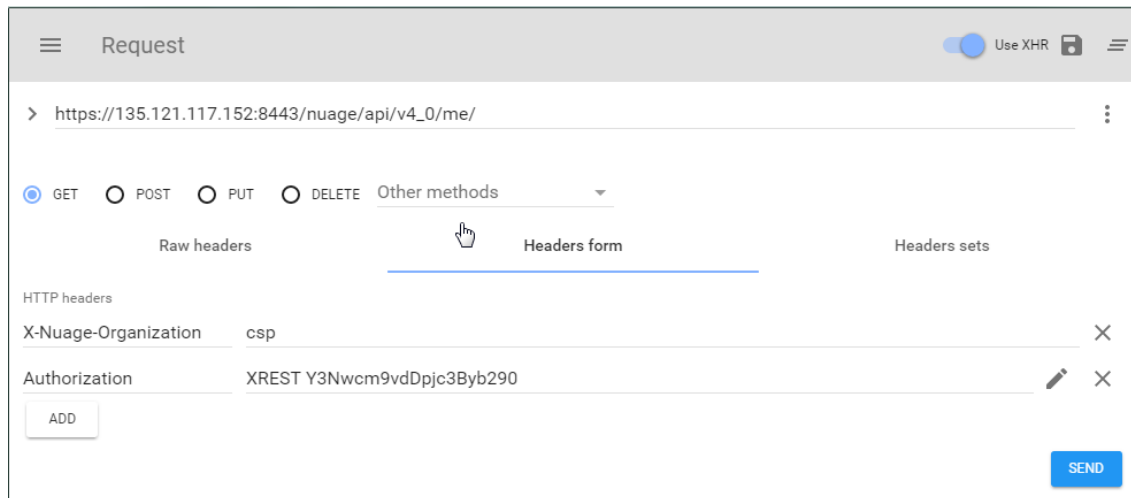 Request
Use XHR
https://135.121.117.152:8443/nuage/api/v4_0/me/
GET POST PUT DELETE Other methods
Raw headers Headers form Headers sets
HTTP headers
X-Nuage-Organization csp
Authorization XREST Y3Nwcm9vdDpjc3Byb290
ADD
SEND